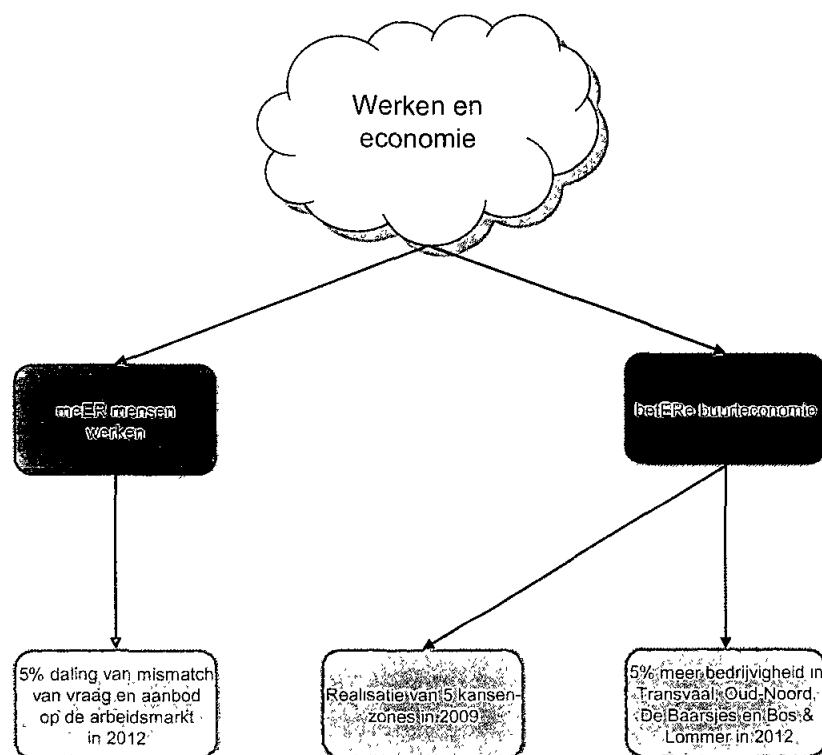 Werken en
economie
meER mensen
werken
betERe buurteconomie
5% daling van mismatch
van vraag en aanbod
op de arbeidsmarkt
in 2012
Realisatie van 5 kansen-
zones in 2009
5% meer bedrijvigheid in
Transvaal, Oud-Noord,
De Baarsjes en Bos &
Lommer in 2012